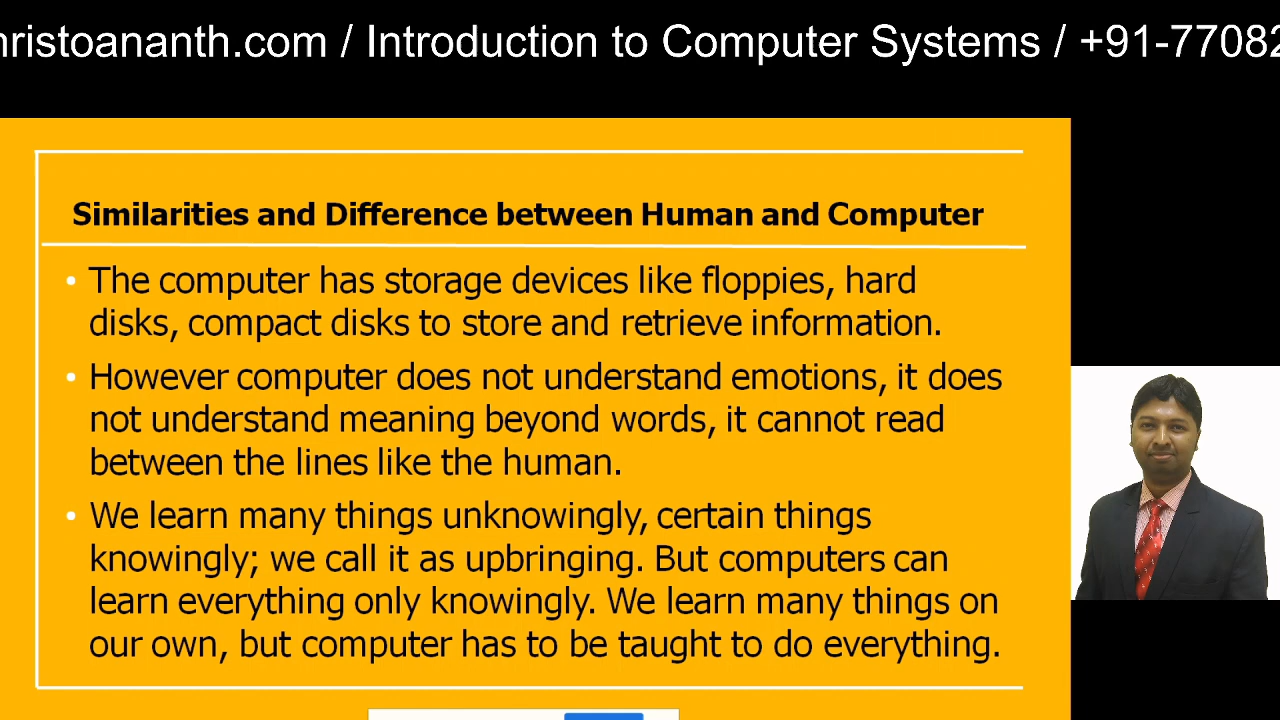 hristoananth.com / Introduction to Computer Systems / +91-77082
Similarities and Difference between Human and Computer
• The computer has storage devices like floppies, hard
disks, compact disks to store and retrieve information.
• However computer does not understand emotions, it does
not understand meaning beyond words, it cannot read
between the lines like the human.
• We learn many things unknowingly, certain things
knowingly; we call it as upbringing. But computers can
learn everything only knowingly. We learn many things on
our own, but computer has to be taught to do everything.